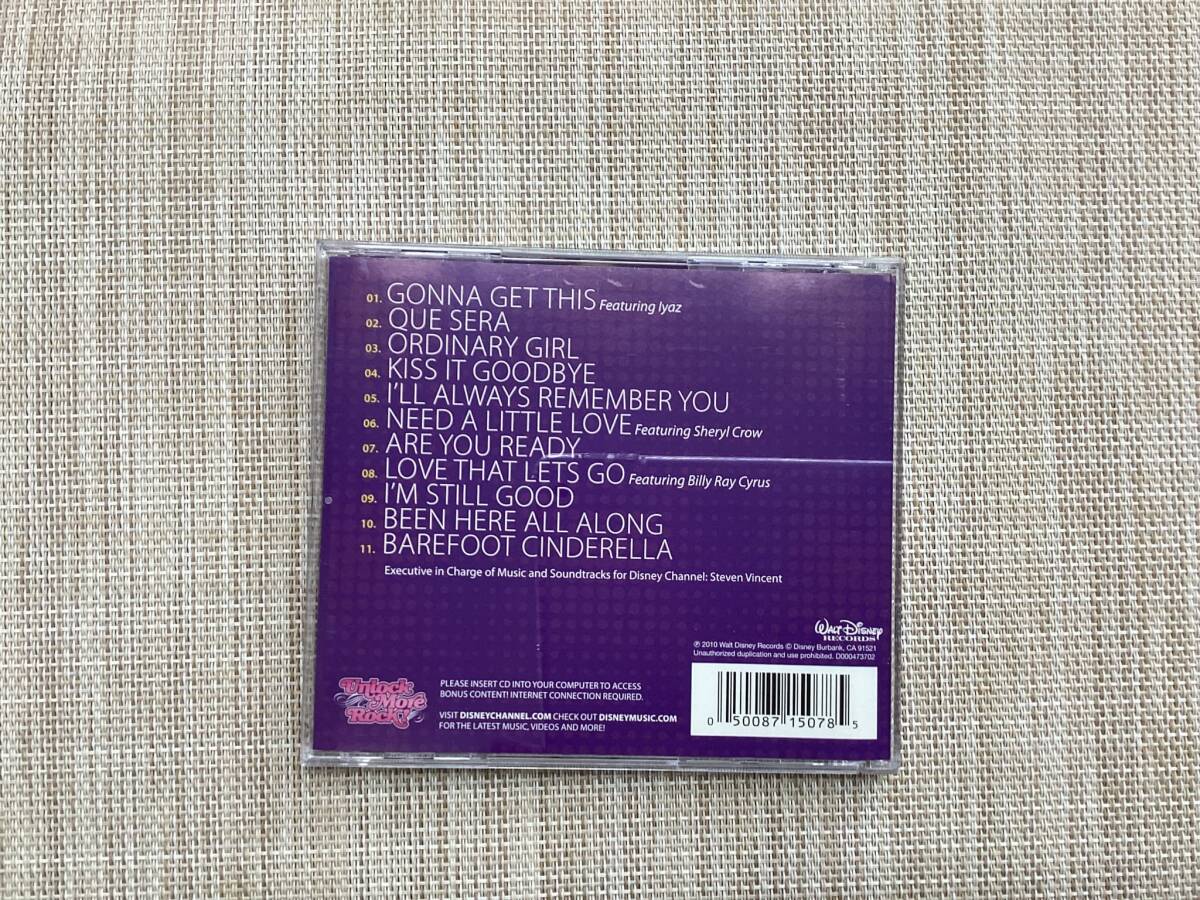 01. GONNA GET THIS Featuring Iyaz
02. QUE SERA
03. ORDINARY GIRL
04. KISS IT GOODBYE
05. I'LL ALWAYS REMEMBER YOU
06. NEED A LITTLE LOVE Featuring Sheryl Crow
07. ARE YOU READY
08. LOVE THAT LETS GO Featuring Billy Ray Cyrus
09. I'M STILL GOOD
10. BEEN HERE ALL ALONG
11. BAREFOOT CINDERELLA
Executive in Charge of Music and Soundtracks for Disney Channel: Steven Vincent
WALT DISNEY
RECORDS
℗ 2010 Walt Disney Records © Disney Burbank, CA 91521
Unauthorized duplication and use prohibited. D000473702
Unlock
More
Rock!
PLEASE INSERT CD INTO YOUR COMPUTER TO ACCESS
BONUS CONTENT! INTERNET CONNECTION REQUIRED.
VISIT DISNEYCHANNEL.COM CHECK OUT DISNEYMUSIC.COM
FOR THE LATEST MUSIC, VIDEOS AND MORE!
0 50087 15078 5